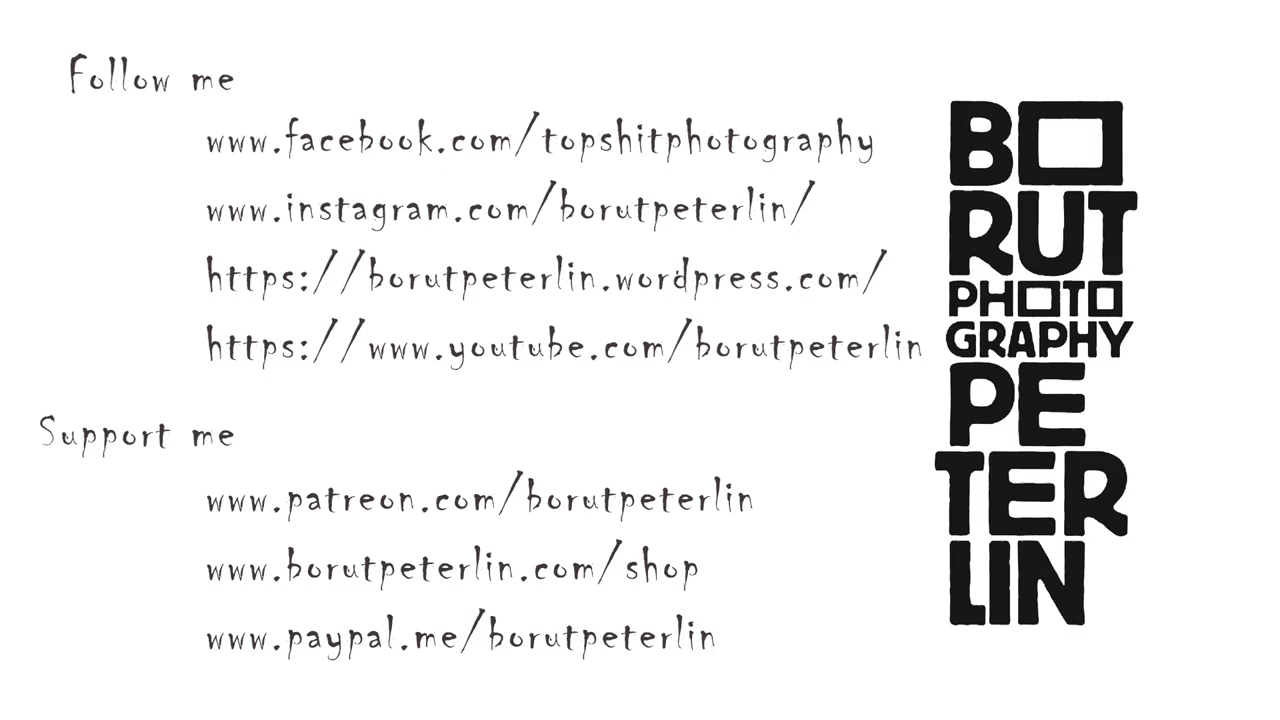 Follow me
www.facebook.com/topshitphotography
www.instagram.com/borutpeterlin/
https://borutpeterlin.wordpress.com/
https://www.youtube.com/borutpeterlin
Support me
www.patreon.com/borutpeterlin
www.borutpeterlin.com/shop
www.paypal.me/borutpeterlin
BO
RUT
PHOTO
GRAPHY
PE
TER
LIN